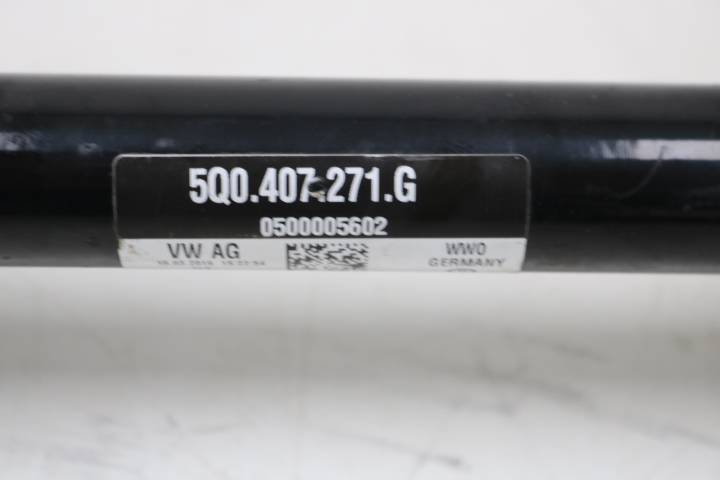 5Q0.407.271.G
0500005602
VW AG
WW0
GERMANY